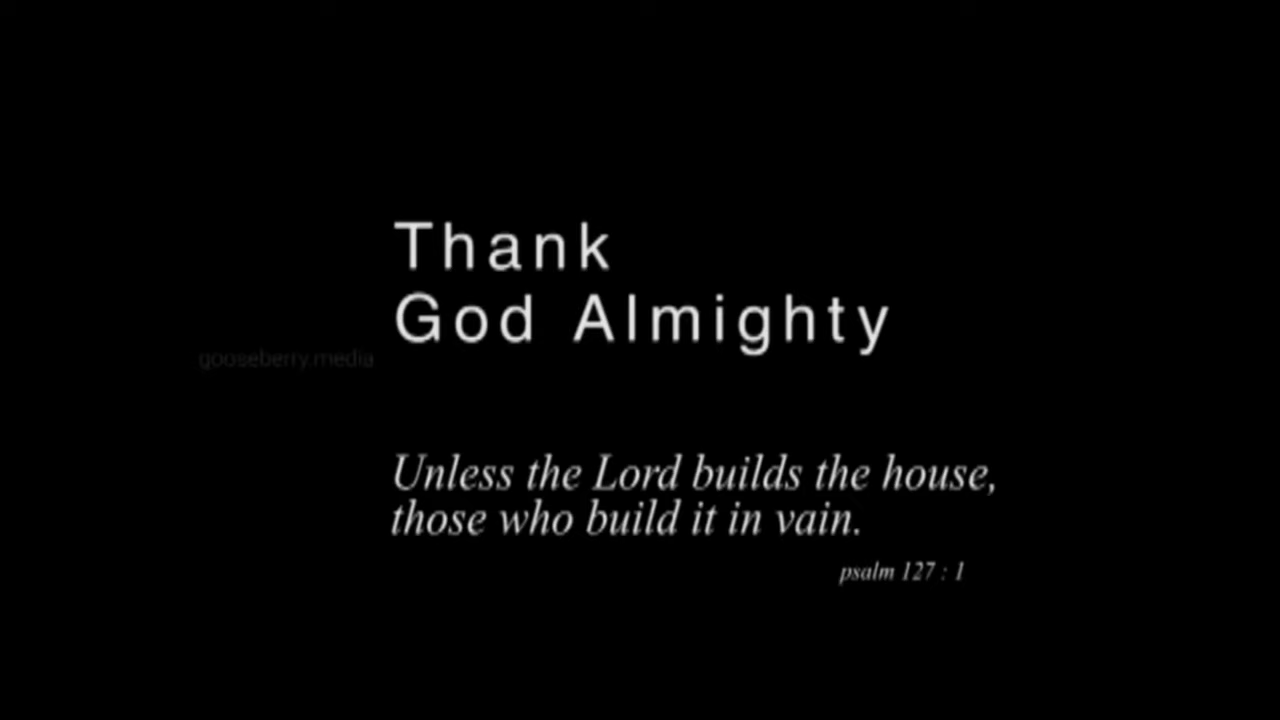 Thank
God Almighty
gooseberry.media
Unless the Lord builds the house,
those who build it in vain.
psalm 127 : 1